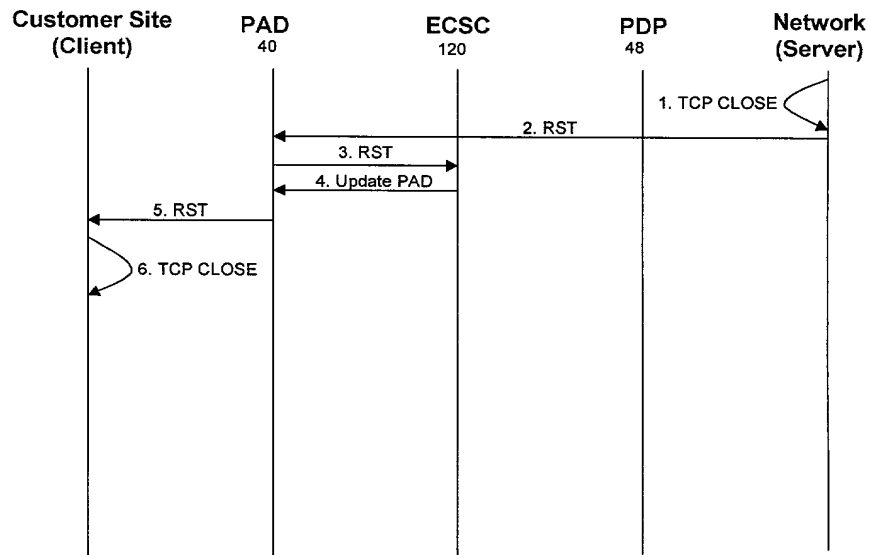 Customer Site
(Client)
PAD
40
ECSC
120
PDP
48
Network
(Server)
1. TCP CLOSE
2. RST
3. RST
4. Update PAD
5. RST
6. TCP CLOSE